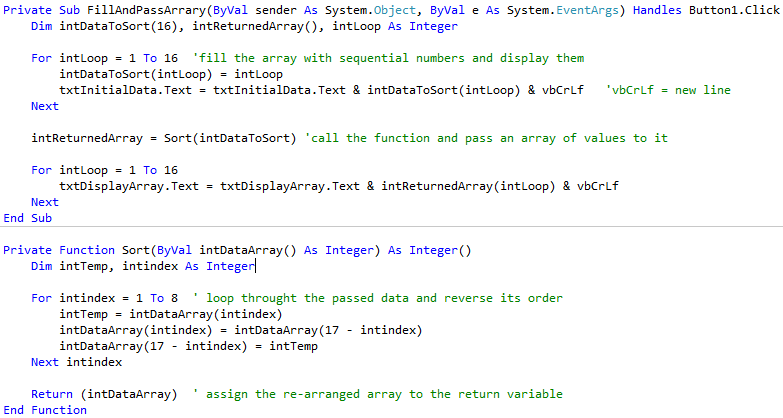 Private Sub FillAndPassArrary(ByVal sender As System.Object, ByVal e As System.EventArgs) Handles Button1.Click
    Dim intDataToSort(16), intReturnedArray(), intLoop As Integer

    For intLoop = 1 To 16  'fill the array with sequential numbers and display them
        intDataToSort(intLoop) = intLoop
        txtInitialData.Text = txtInitialData.Text & intDataToSort(intLoop) & vbCrLf   'vbCrLf = new line
    Next

    intReturnedArray = Sort(intDataToSort) 'call the function and pass an array of values to it

    For intLoop = 1 To 16
        txtDisplayArray.Text = txtDisplayArray.Text & intReturnedArray(intLoop) & vbCrLf
    Next
End Sub

Private Function Sort(ByVal intDataArray() As Integer) As Integer()
    Dim intTemp, intindex As Integer

    For intindex = 1 To 8  ' loop throught the passed data and reverse its order
        intTemp = intDataArray(intindex)
        intDataArray(intindex) = intDataArray(17 - intindex)
        intDataArray(17 - intindex) = intTemp
    Next intindex

    Return (intDataArray)  ' assign the re-arranged array to the return variable
End Function